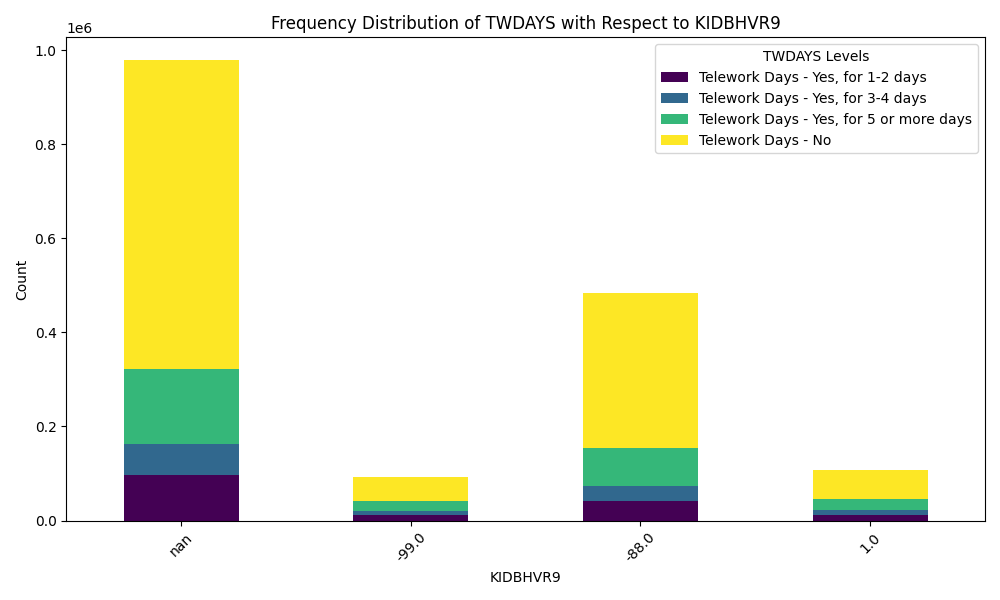 Frequency Distribution of TWDAYS with Respect to KIDBHVR9
1e6
TWDAYS Levels
Telework Days - Yes, for 1-2 days
Telework Days - Yes, for 3-4 days
Telework Days - Yes, for 5 or more days
Telework Days - No
1.0
0.8
0.6
0.4
0.2
0.0
Count
nan
-99.0
-88.0
1.0
KIDBHVR9